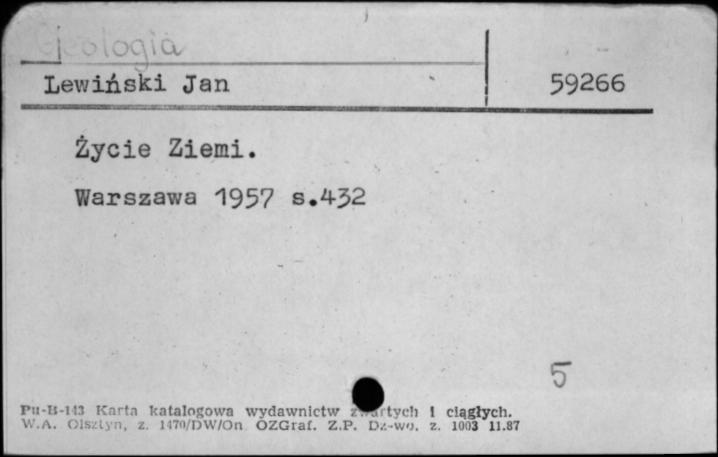 Geologia
Lewiński Jan 59266
Życie Ziemi.
Warszawa 1957 s.432
5
Pu-B-143 Karta katalogowa wydawnictw zwartych i ciągłych.
W.A. Olsztyn, z. 1470/DW/On OZGraf. Z.P. Dz-wo. z. 1003 11.87